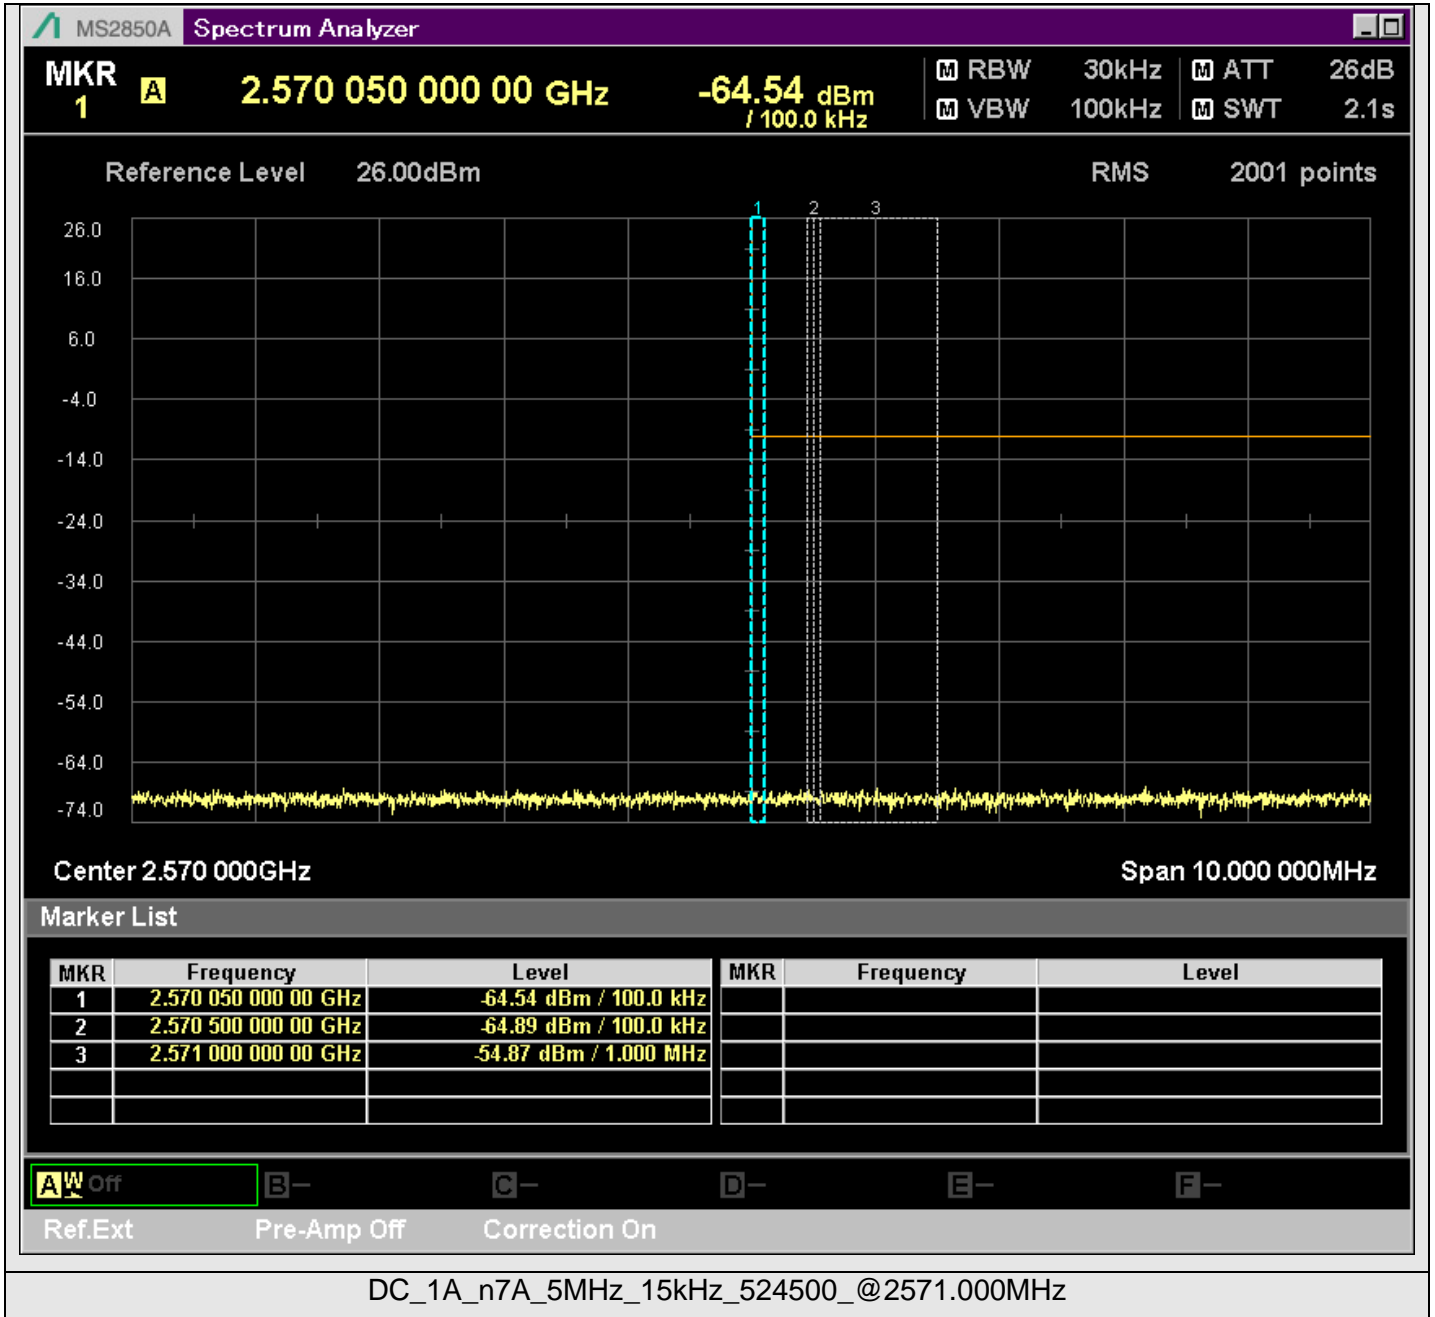 MS2850A Spectrum Analyzer
MKR 1 A 2.570 050 000 00 GHz -64.54 dBm / 100.0 kHz
M RBW 30kHz M ATT 26dB
M VBW 100kHz M SWT 2.1s
Reference Level 26.00dBm RMS 2001 points
1 2 3
26.0
16.0
6.0
-4.0
-14.0
-24.0
-34.0
-44.0
-54.0
-64.0
-74.0
Center 2.570 000GHz Span 10.000 000MHz
Marker List
MKR Frequency Level MKR Frequency Level
1 2.570 050 000 00 GHz -64.54 dBm / 100.0 kHz
2 2.570 500 000 00 GHz -64.89 dBm / 100.0 kHz
3 2.571 000 000 00 GHz -54.87 dBm / 1.000 MHz
A W Off B - C - D - E - F -
Ref.Ext Pre-Amp Off Correction On
DC_1A_n7A_5MHz_15kHz_524500_@2571.000MHz